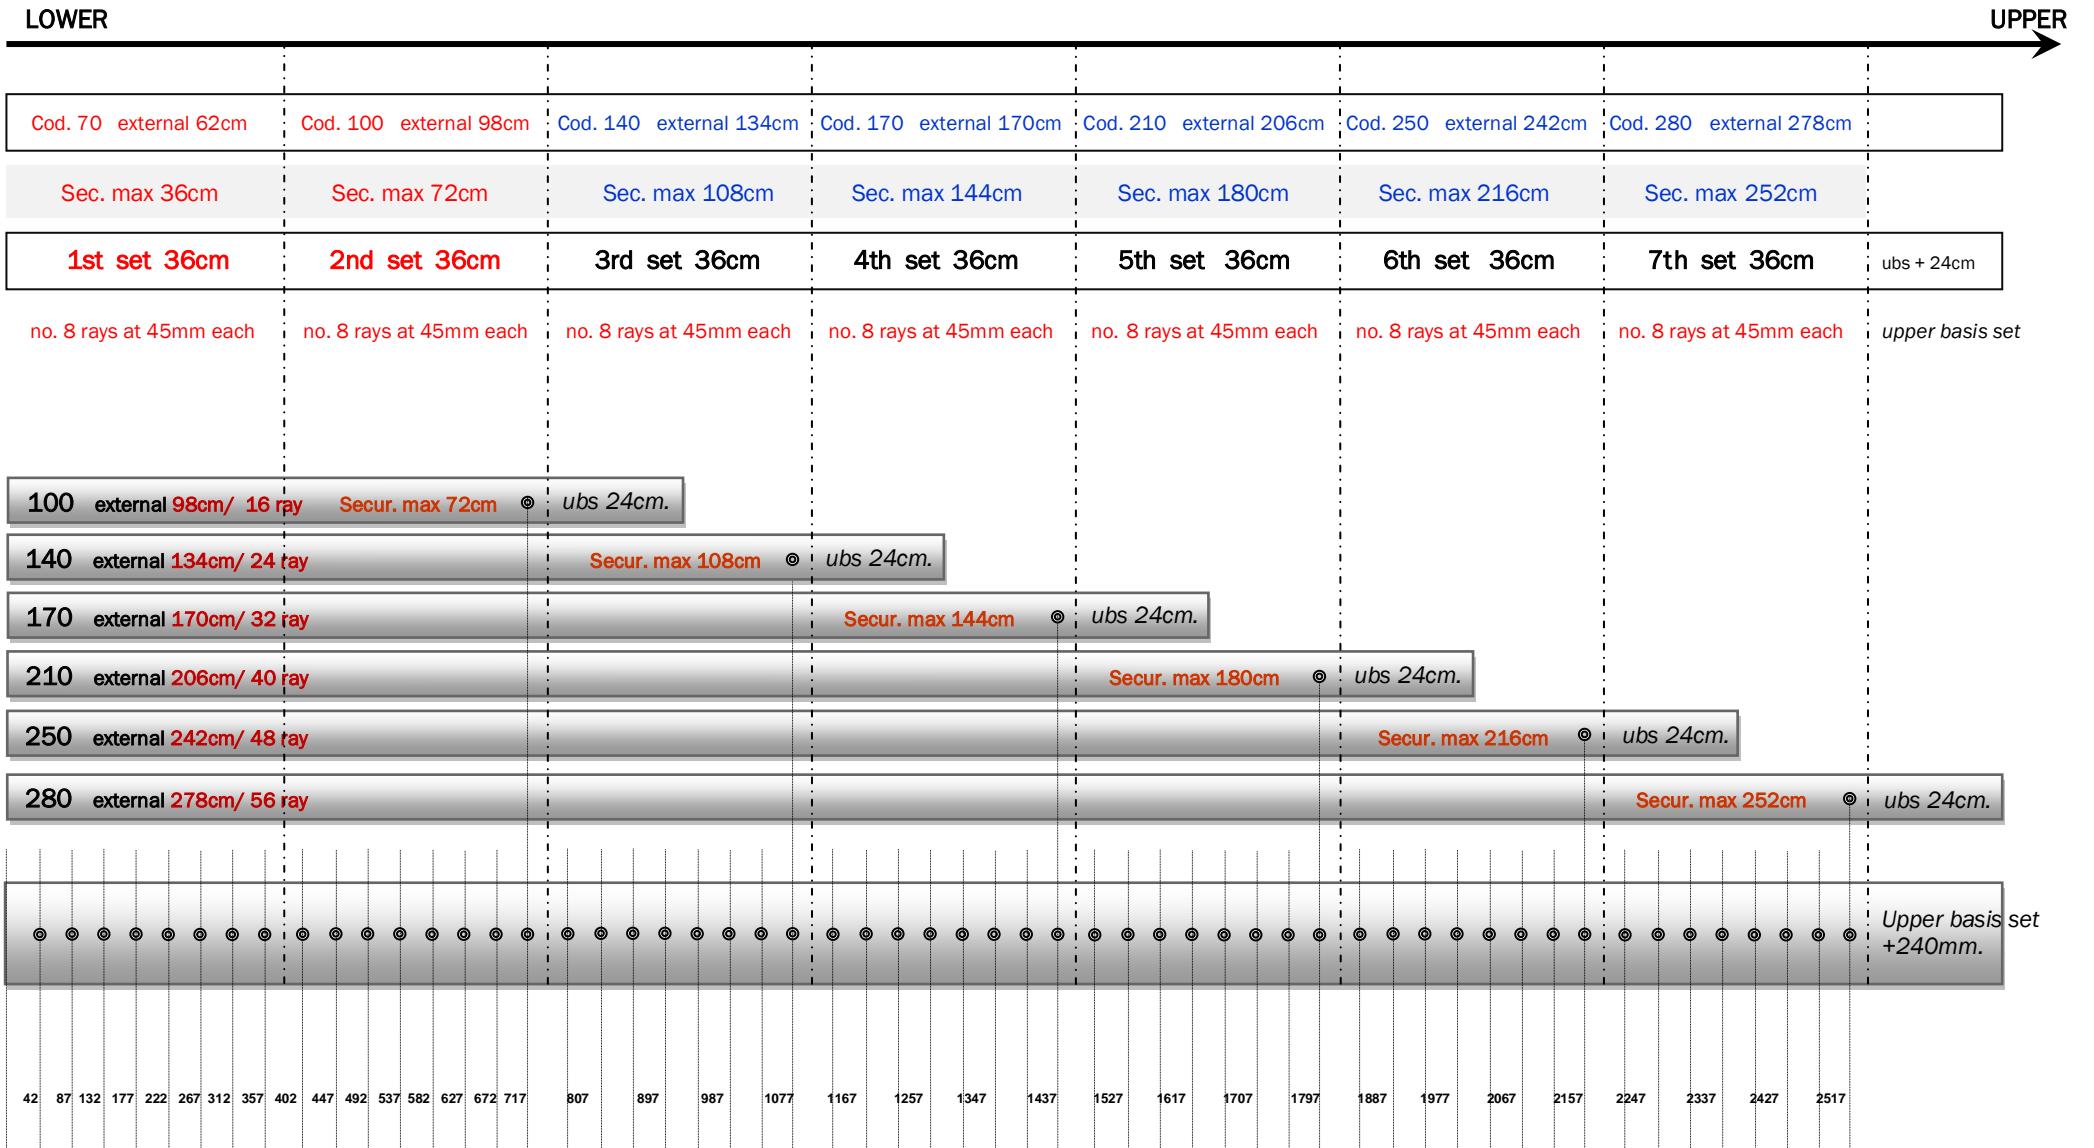 LOWER UPPER
Cod. 70 external 62cm Cod. 100 external 98cm Cod. 140 external 134cm Cod. 170 external 170cm Cod. 210 external 206cm Cod. 250 external 242cm Cod. 280 external 278cm
Sec. max 36cm Sec. max 72cm Sec. max 108cm Sec. max 144cm Sec. max 180cm Sec. max 216cm Sec. max 252cm
1st set 36cm 2nd set 36cm 3rd set 36cm 4th set 36cm 5th set 36cm 6th set 36cm 7th set 36cm ubs + 24cm
no. 8 rays at 45mm each no. 8 rays at 45mm each no. 8 rays at 45mm each no. 8 rays at 45mm each no. 8 rays at 45mm each no. 8 rays at 45mm each no. 8 rays at 45mm each upper basis set
100 external 98cm/ 16 ray Secur. max 72cm ubs 24cm.
140 external 134cm/ 24 ray Secur. max 108cm ubs 24cm.
170 external 170cm/ 32 ray Secur. max 144cm ubs 24cm.
210 external 206cm/ 40 ray Secur. max 180cm ubs 24cm.
250 external 242cm/ 48 ray Secur. max 216cm ubs 24cm.
280 external 278cm/ 56 ray Secur. max 252cm ubs 24cm.
Upper basis set
+240mm.
42 87 132 177 222 267 312 357 402 447 492 537 582 627 672 717 807 897 987 1077 1167 1257 1347 1437 1527 1617 1707 1797 1887 1977 2067 2157 2247 2337 2427 2517